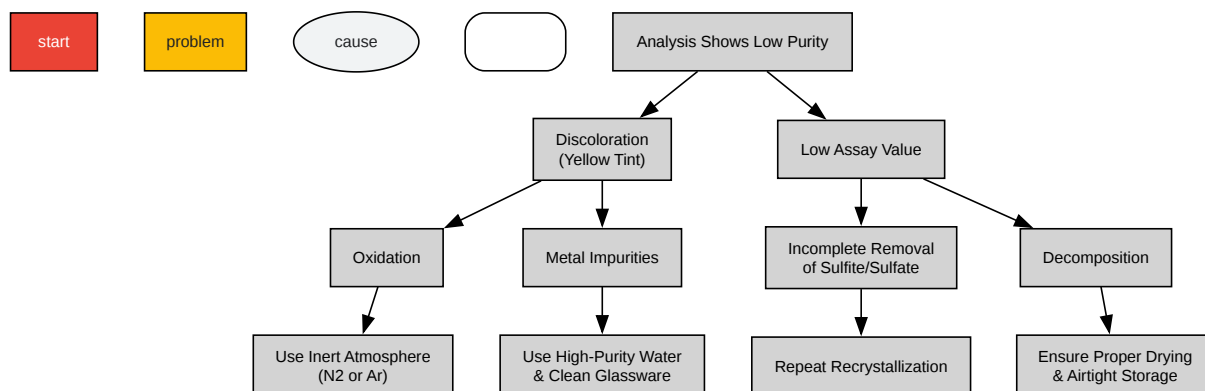 start
problem
cause
Analysis Shows Low Purity
Discoloration
(Yellow Tint)
Low Assay Value
Oxidation
Metal Impurities
Incomplete Removal
of Sulfite/Sulfate
Decomposition
Use Inert Atmosphere
(N2 or Ar)
Use High-Purity Water
& Clean Glassware
Repeat Recrystallization
Ensure Proper Drying
& Airtight Storage